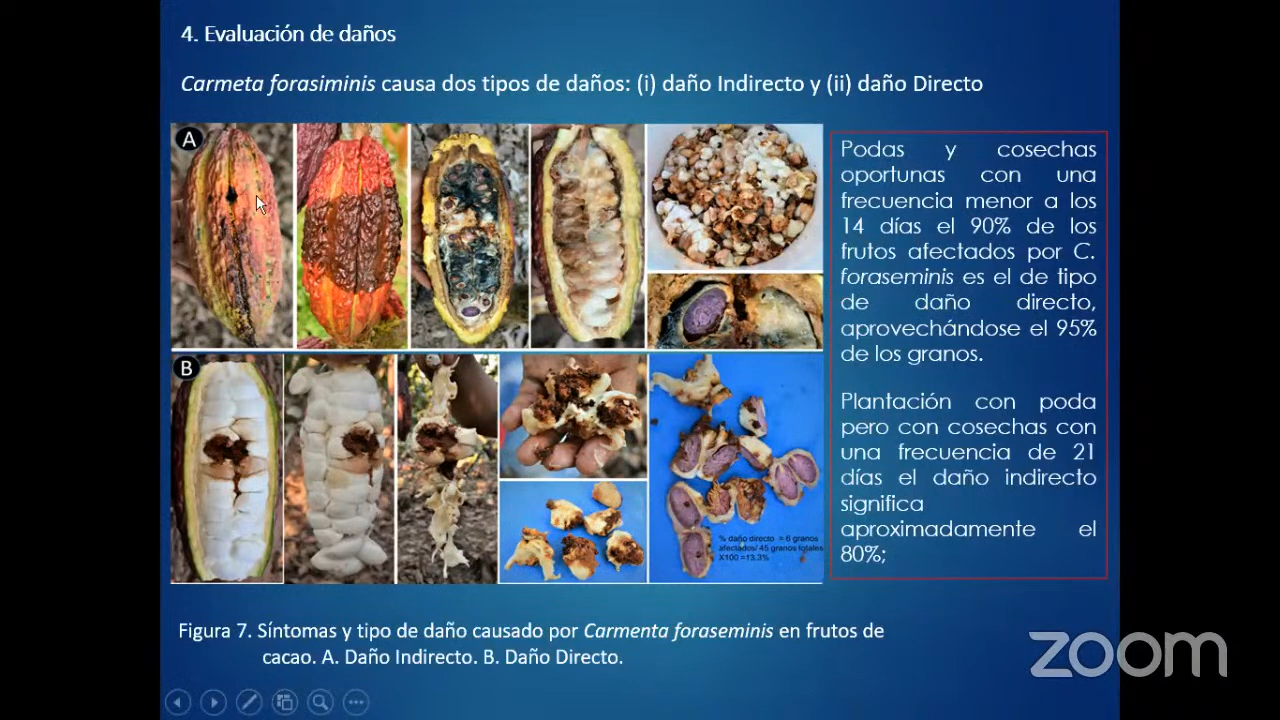 4. Evaluación de daños
Carmeta forasiminis causa dos tipos de daños: (i) daño Indirecto y (ii) daño Directo
A
B
% daño directo = 6 granos
afectados/ 45 granos totales
X100 =13.3%
Podas y cosechas
oportunas con una
frecuencia menor a los
14 días el 90% de los
frutos afectados por C.
foraseminis es el de tipo
de daño directo,
aprovechándose el 95%
de los granos.
Plantación con poda
pero con cosechas con
una frecuencia de 21
días el daño indirecto
significa
aproximadamente el
80%;
Figura 7. Síntomas y tipo de daño causado por Carmenta foraseminis en frutos de
cacao. A. Daño Indirecto. B. Daño Directo.
zoom